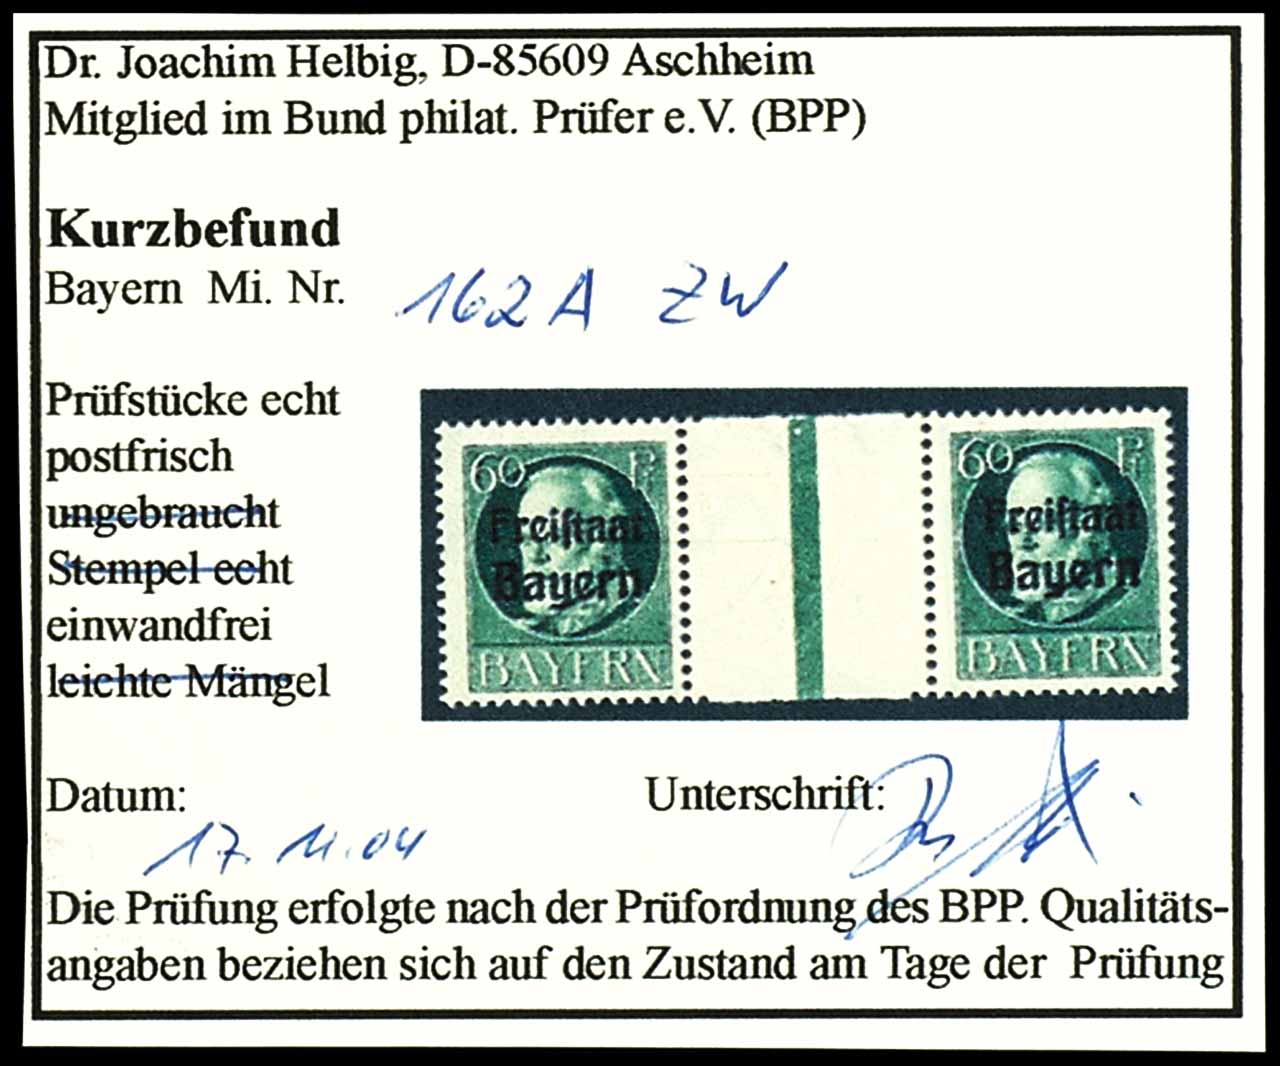 Dr. Joachim Helbig, D-85609 Aschheim
Mitglied im Bund philat. Prüfer e.V. (BPP)
Kurzbefund
Bayern Mi. Nr. 162 A ZW
Prüfstücke echt
postfrisch
ungebraucht
Stempel echt
einwandfrei
leichte Mängel
60 Pf
Freistaat
Bayern
BAYERN
60 Pf
Freistaat
Bayern
BAYERN
Datum: Unterschrift:
17. 11. 04
Die Prüfung erfolgte nach der Prüfordnung des BPP. Qualitäts-
angaben beziehen sich auf den Zustand am Tage der Prüfung